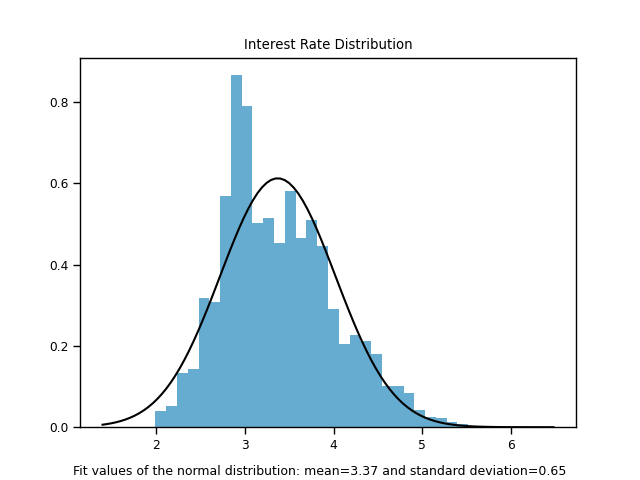 Interest Rate Distribution
0.8
0.6
0.4
0.2
0.0
2 3 4 5 6
Fit values of the normal distribution: mean=3.37 and standard deviation=0.65